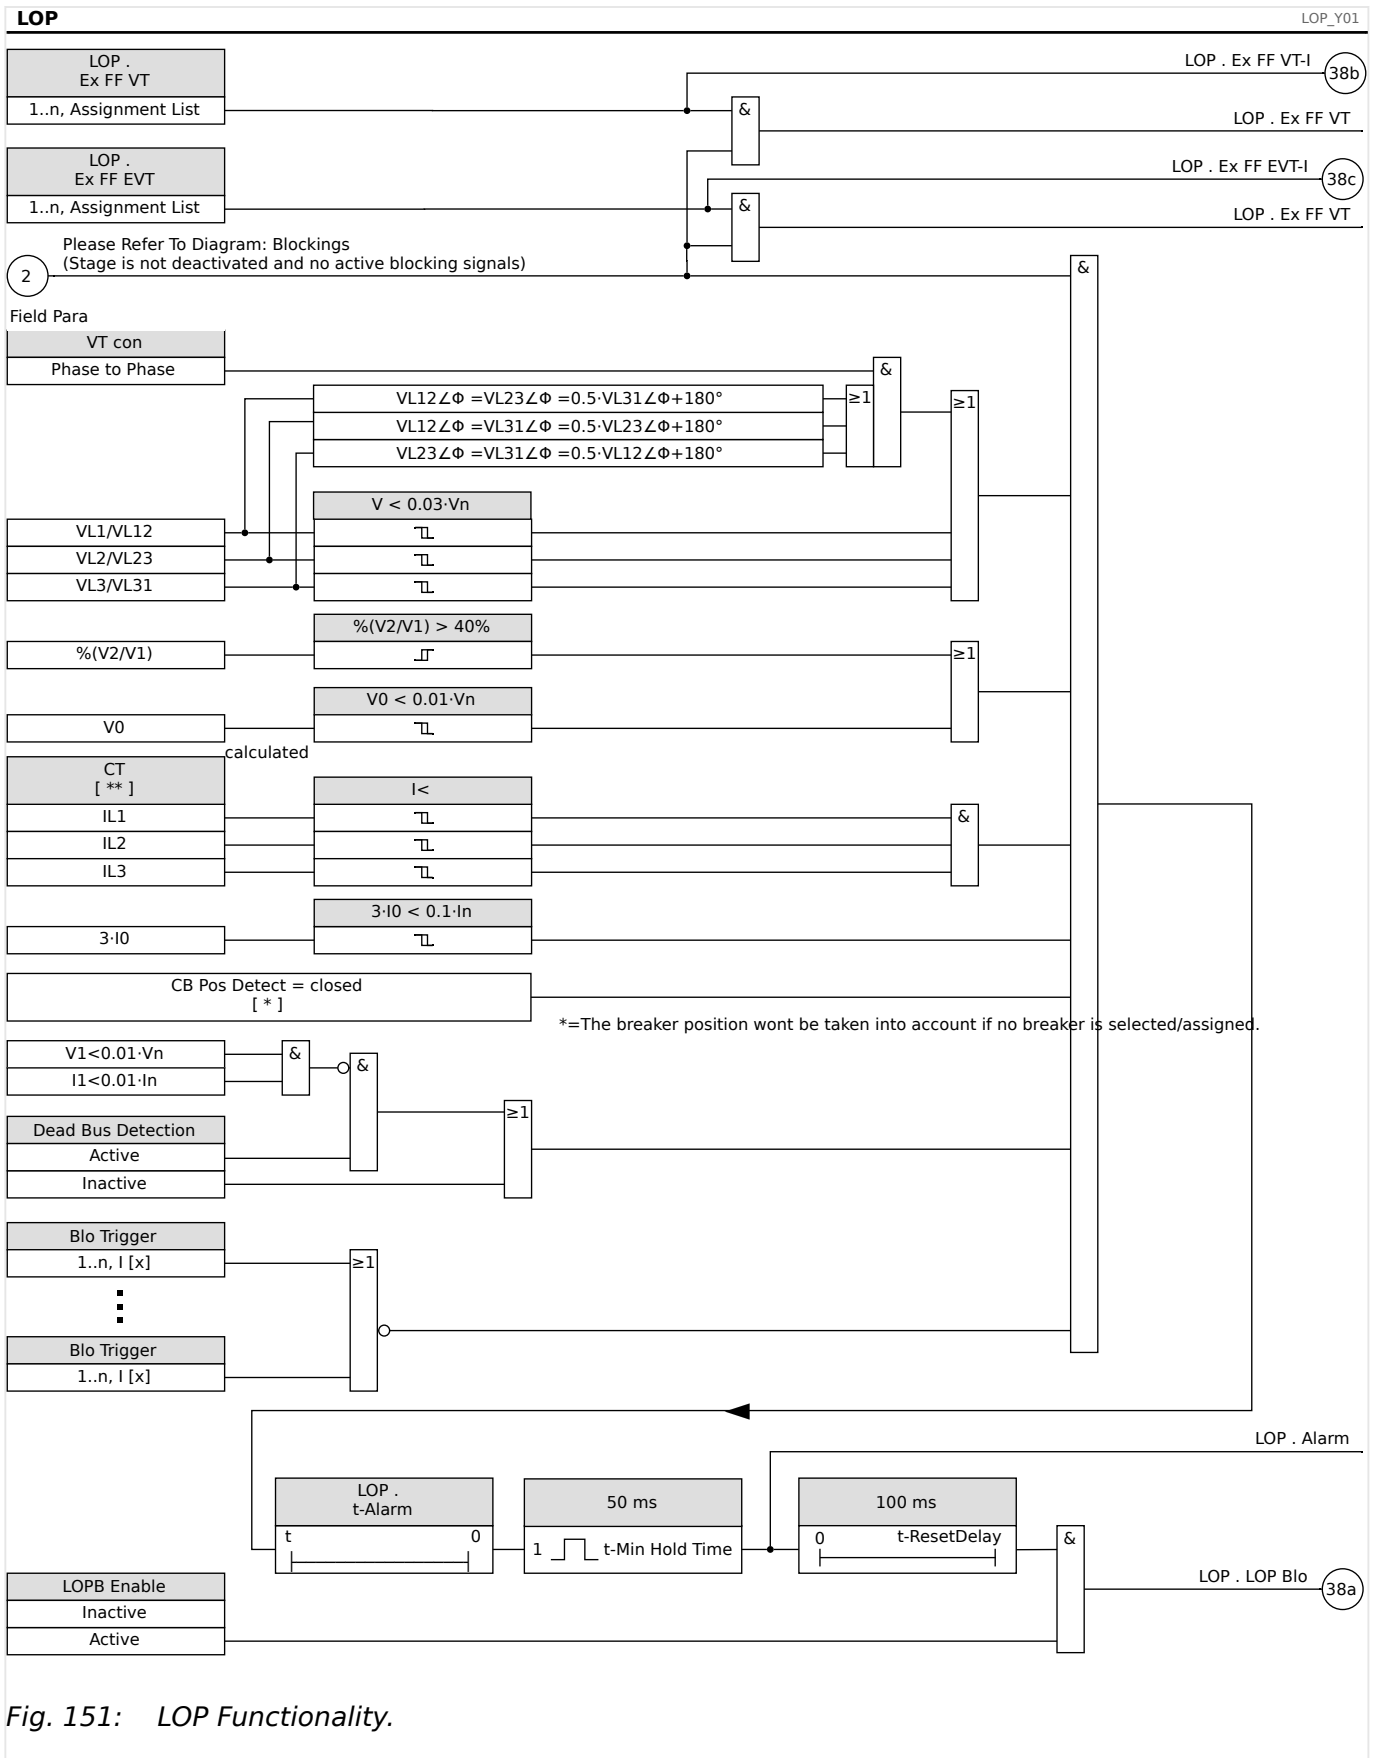 LOP
LOP_Y01
LOP .
Ex FF VT
1..n, Assignment List
LOP . Ex FF VT-I
38b
&
LOP . Ex FF VT
LOP .
Ex FF EVT
1..n, Assignment List
LOP . Ex FF EVT-I
38c
&
LOP . Ex FF VT
Please Refer To Diagram: Blockings
(Stage is not deactivated and no active blocking signals)
2
&
Field Para
VT con
Phase to Phase
&
VL12∠Φ =VL23∠Φ =0.5·VL31∠Φ+180°
VL12∠Φ =VL31∠Φ =0.5·VL23∠Φ+180°
VL23∠Φ =VL31∠Φ =0.5·VL12∠Φ+180°
≥1
≥1
V < 0.03·Vn
VL1/VL12
VL2/VL23
VL3/VL31
%(V2/V1) > 40%
%(V2/V1)
≥1
V0 < 0.01·Vn
V0
calculated
CT
[ ** ]
I<
IL1
IL2
IL3
&
3·I0 < 0.1·In
3·I0
CB Pos Detect = closed
[ * ]
*=The breaker position wont be taken into account if no breaker is selected/assigned.
V1<0.01·Vn
I1<0.01·In
&
&
≥1
Dead Bus Detection
Active
Inactive
Blo Trigger
1..n, I [x]
≥1
Blo Trigger
1..n, I [x]
LOP . Alarm
LOP .
t-Alarm
t 0
50 ms
1 t-Min Hold Time
100 ms
0 t-ResetDelay
&
LOPB Enable
Inactive
Active
LOP . LOP Blo
38a
Fig. 151: LOP Functionality.